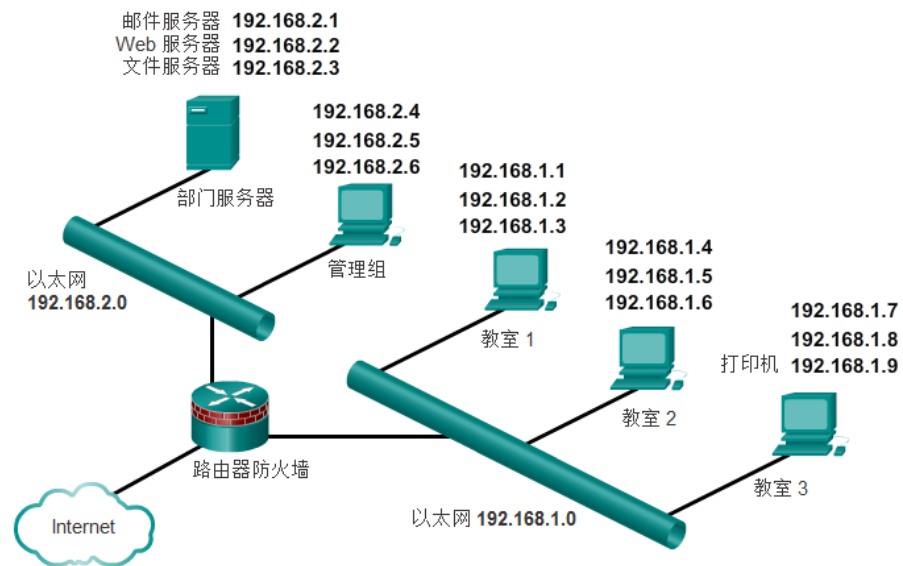 邮件服务器 192.168.2.1
Web 服务器 192.168.2.2
文件服务器 192.168.2.3
192.168.2.4
192.168.2.5
192.168.2.6
部门服务器
管理组
以太网
192.168.2.0
192.168.1.1
192.168.1.2
192.168.1.3
教室 1
192.168.1.4
192.168.1.5
192.168.1.6
教室 2
192.168.1.7
192.168.1.8
打印机 192.168.1.9
教室 3
路由器防火墙
以太网 192.168.1.0
Internet